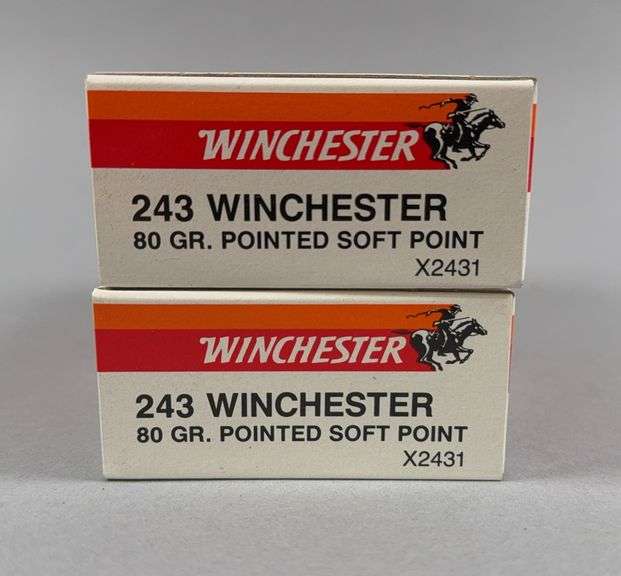 WINCHESTER
243 WINCHESTER
80 GR. POINTED SOFT POINT
X2431
WINCHESTER
243 WINCHESTER
80 GR. POINTED SOFT POINT
X2431